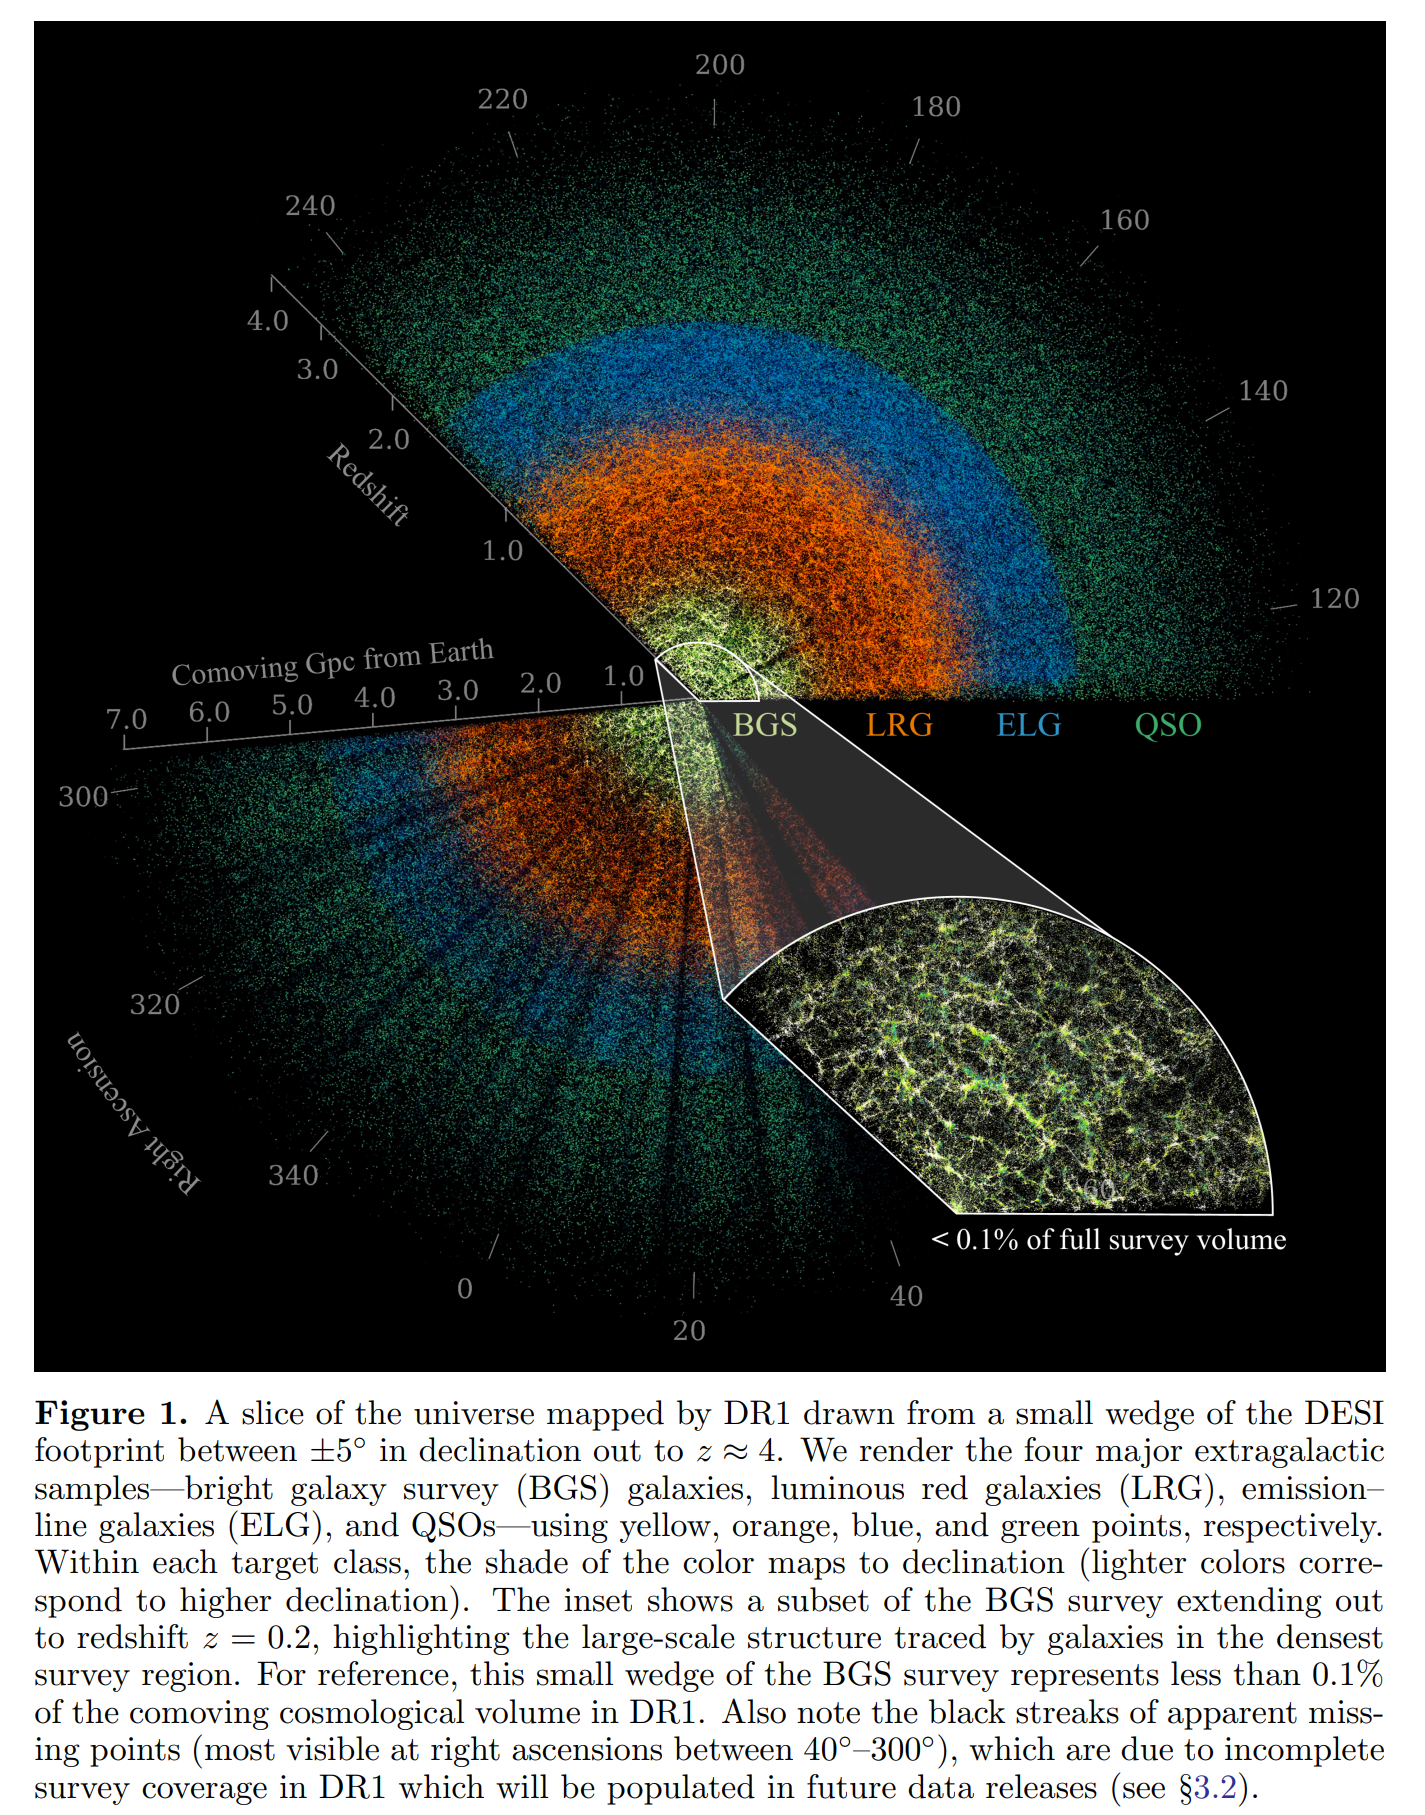 200
220
180
240
160
4.0
3.0
140
2.0
Redshift
1.0
120
Comoving Gpc from Earth
7.0 6.0 5.0 4.0 3.0 2.0 1.0
BGS LRG ELG QSO
300
320
Right Ascension
340
60
< 0.1% of full survey volume
0
40
20
Figure 1. A slice of the universe mapped by DR1 drawn from a small wedge of the DESI
footprint between ±5° in declination out to z ≈ 4. We render the four major extragalactic
samples—bright galaxy survey (BGS) galaxies, luminous red galaxies (LRG), emission–
line galaxies (ELG), and QSOs—using yellow, orange, blue, and green points, respectively.
Within each target class, the shade of the color maps to declination (lighter colors corre-
spond to higher declination). The inset shows a subset of the BGS survey extending out
to redshift z = 0.2, highlighting the large-scale structure traced by galaxies in the densest
survey region. For reference, this small wedge of the BGS survey represents less than 0.1%
of the comoving cosmological volume in DR1. Also note the black streaks of apparent miss-
ing points (most visible at right ascensions between 40°–300°), which are due to incomplete
survey coverage in DR1 which will be populated in future data releases (see §3.2).